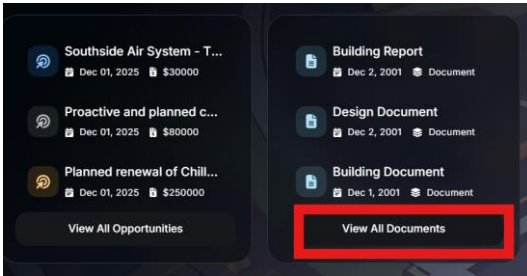 Southside Air System - T...
Dec 01, 2025 $30000
Proactive and planned c...
Dec 01, 2025 $80000
Planned renewal of Chill...
Dec 01, 2025 $250000
View All Opportunities
Building Report
Dec 2, 2001 Document
Design Document
Dec 2, 2001 Document
Building Document
Dec 1, 2001 Document
View All Documents